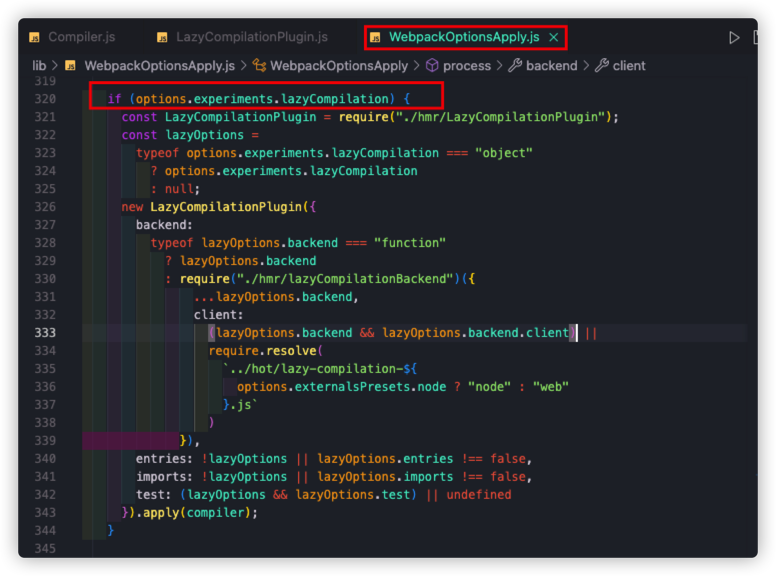 JS Compiler.js JS LazyCompilationPlugin.js JS WebpackOptionsApply.js ×
lib > JS WebpackOptionsApply.js > WebpackOptionsApply > process > backend > client
319
320 if (options.experiments.lazyCompilation) {
321 const LazyCompilationPlugin = require("./hmr/LazyCompilationPlugin");
322 const lazyOptions =
323 typeof options.experiments.lazyCompilation === "object"
324 ? options.experiments.lazyCompilation
325 : null;
326 new LazyCompilationPlugin({
327 backend:
328 typeof lazyOptions.backend === "function"
329 ? lazyOptions.backend
330 : require("./hmr/lazyCompilationBackend")({
331 ...lazyOptions.backend,
332 client:
333 (lazyOptions.backend && lazyOptions.backend.client) ||
334 require.resolve(
335 `../hot/lazy-compilation-${
336 options.externalsPresets.node ? "node" : "web"
337 }.js`
338 )
339 }),
340 entries: !lazyOptions || lazyOptions.entries !== false,
341 imports: !lazyOptions || lazyOptions.imports !== false,
342 test: (lazyOptions && lazyOptions.test) || undefined
343 }).apply(compiler);
344 }
345